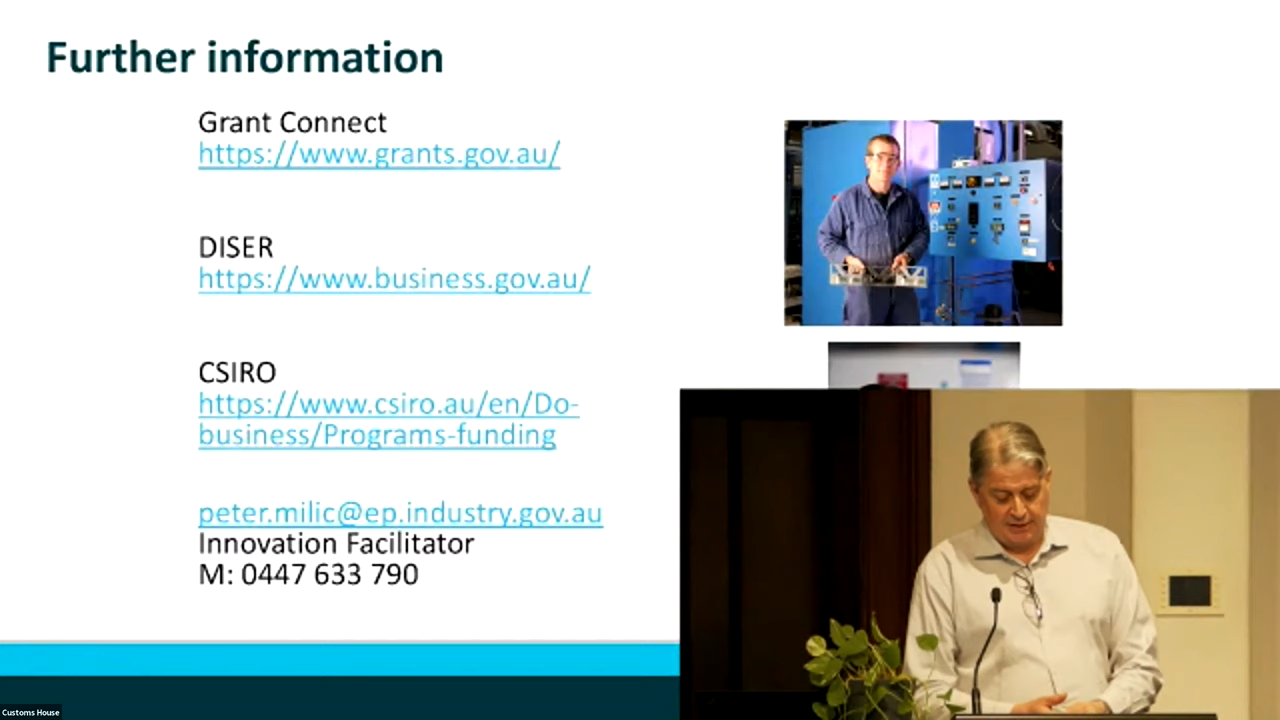 Further information
Grant Connect
https://www.grants.gov.au/
DISER
https://www.business.gov.au/
CSIRO
https://www.csiro.au/en/Do-
business/Programs-funding
peter.milic@ep.industry.gov.au
Innovation Facilitator
M: 0447 633 790
Customs House